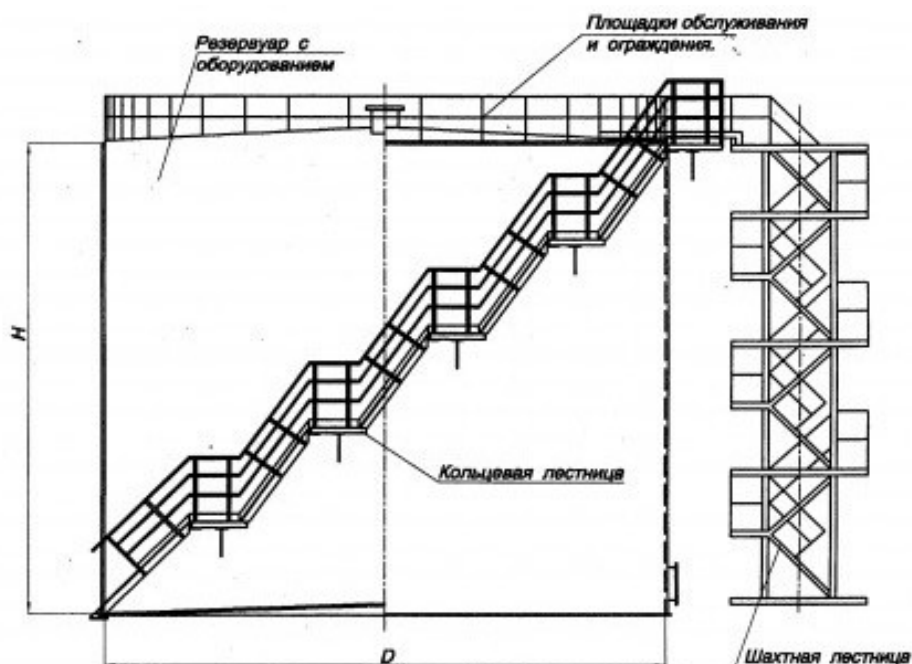 Площадки обслуживания
и ограждения.
Резервуар с
оборудованием
H
Кольцевая лестница
D
Шахтная лестница